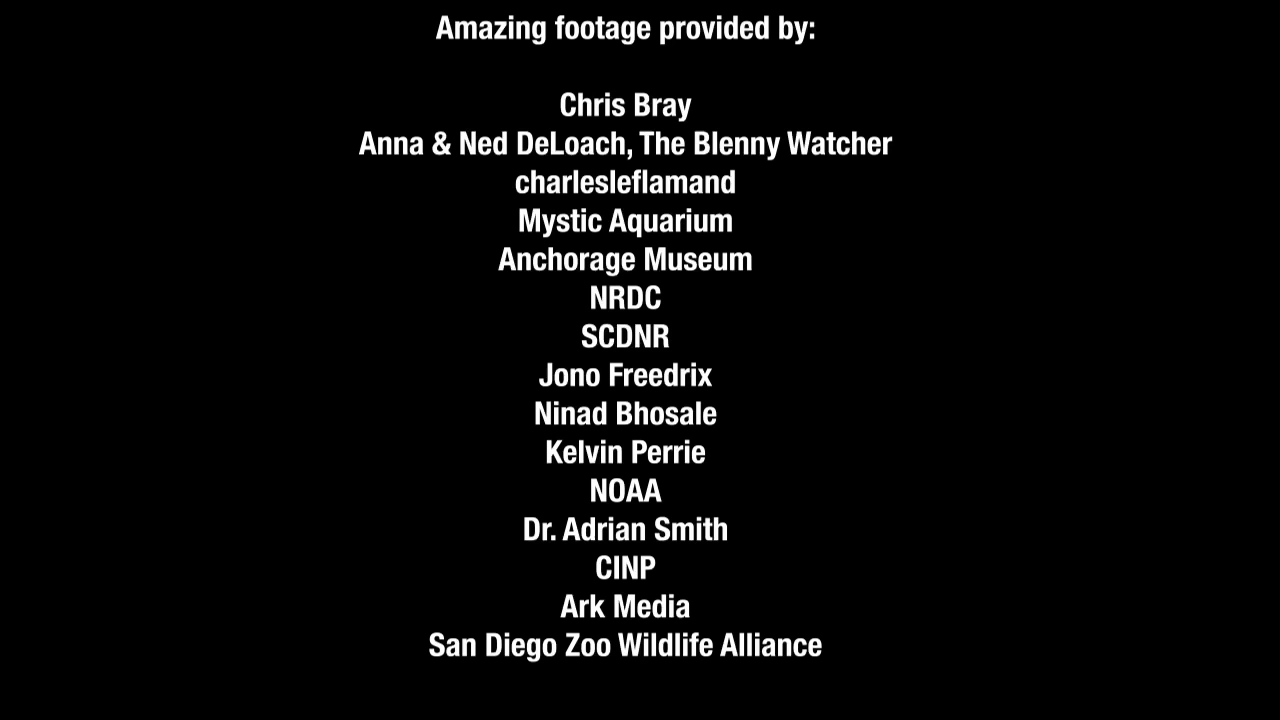 Amazing footage provided by:
Chris Bray
Anna & Ned DeLoach, The Blenny Watcher
charlesleflamand
Mystic Aquarium
Anchorage Museum
NRDC
SCDNR
Jono Freedrix
Ninad Bhosale
Kelvin Perrie
NOAA
Dr. Adrian Smith
CINP
Ark Media
San Diego Zoo Wildlife Alliance